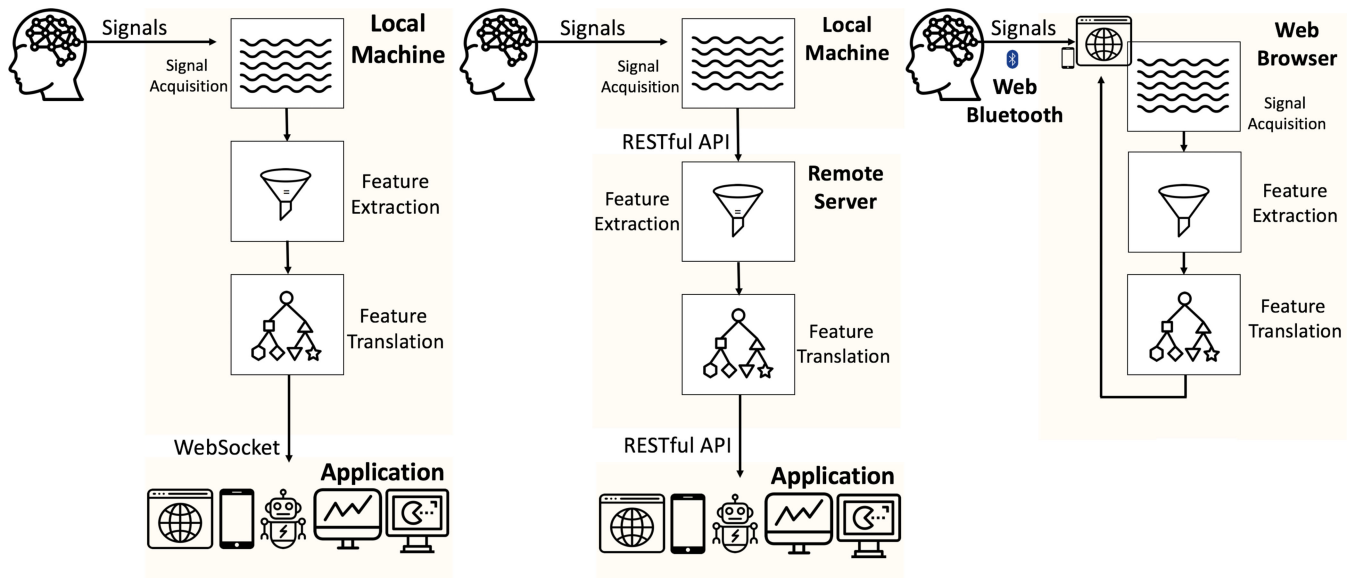 Signals
Local
Machine
Signal
Acquisition
Feature
Extraction
Feature
Translation
WebSocket
Application
Signals
Local
Machine
Signal
Acquisition
RESTful API
Remote
Server
Feature
Extraction
Feature
Translation
RESTful API
Application
Signals
Web
Bluetooth
Web
Browser
Signal
Acquisition
Feature
Extraction
Feature
Translation